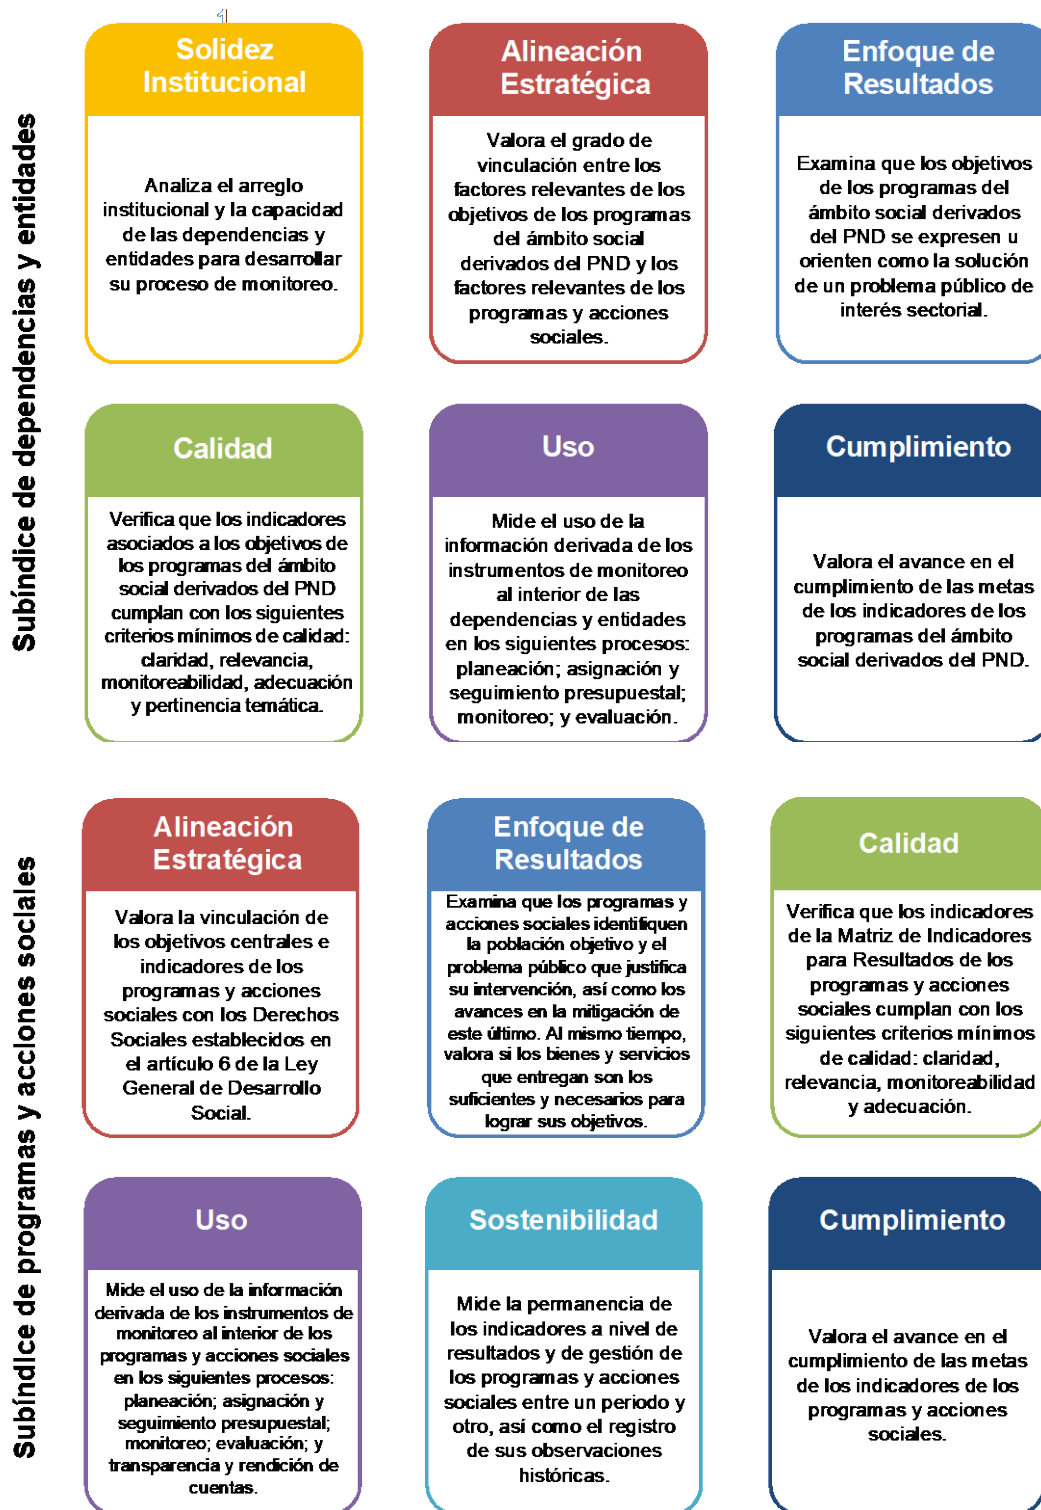 1
Subíndice de dependencias y entidades
Solidez
Institucional
Analiza el arreglo
institucional y la capacidad
de las dependencias y
entidades para desarrollar
su proceso de monitoreo.
Alineación
Estratégica
Valora el grado de
vinculación entre los
factores relevantes de los
objetivos de los programas
del ámbito social
derivados del PND y los
factores relevantes de los
programas y acciones
sociales.
Enfoque de
Resultados
Examina que los objetivos
de los programas del
ámbito social derivados
del PND se expresen u
orienten como la solución
de un problema público de
interés sectorial.
Calidad
Verifica que los indicadores
asociados a los objetivos de
los programas del ámbito
social derivados del PND
cumplan con los siguientes
criterios mínimos de calidad:
claridad, relevancia,
monitoreabilidad, adecuación
y pertinencia temática.
Uso
Mide el uso de la
información derivada de los
instrumentos de monitoreo
al interior de las
dependencias y entidades
en los siguientes procesos:
planeación; asignación y
seguimiento presupuestal;
monitoreo; y evaluación.
Cumplimiento
Valora el avance en el
cumplimiento de las metas
de los indicadores de los
programas del ámbito
social derivados del PND.
Subíndice de programas y acciones sociales
Alineación
Estratégica
Valora la vinculación de
los objetivos centrales e
indicadores de los
programas y acciones
sociales con los Derechos
Sociales establecidos en
el artículo 6 de la Ley
General de Desarrollo
Social.
Enfoque de
Resultados
Examina que los programas y
acciones sociales identifiquen
la población objetivo y el
problema público que justifica
su intervención, así como los
avances en la mitigación de
este último. Al mismo tiempo,
valora si los bienes y servicios
que entregan son los
suficientes y necesarios para
lograr sus objetivos.
Calidad
Verifica que los indicadores
de la Matriz de Indicadores
para Resultados de los
programas y acciones
sociales cumplan con los
siguientes criterios mínimos
de calidad: claridad,
relevancia, monitoreabilidad
y adecuación.
Uso
Mide el uso de la información
derivada de los instrumentos de
monitoreo al interior de los
programas y acciones sociales
en los siguientes procesos:
planeación; asignación y
seguimiento presupuestal;
monitoreo; evaluación; y
transparencia y rendición de
cuentas.
Sostenibilidad
Mide la permanencia de
los indicadores a nivel de
resultados y de gestión de
los programas y acciones
sociales entre un periodo y
otro, así como el registro
de sus observaciones
históricas.
Cumplimiento
Valora el avance en el
cumplimiento de las metas
de los indicadores de los
programas y acciones
sociales.